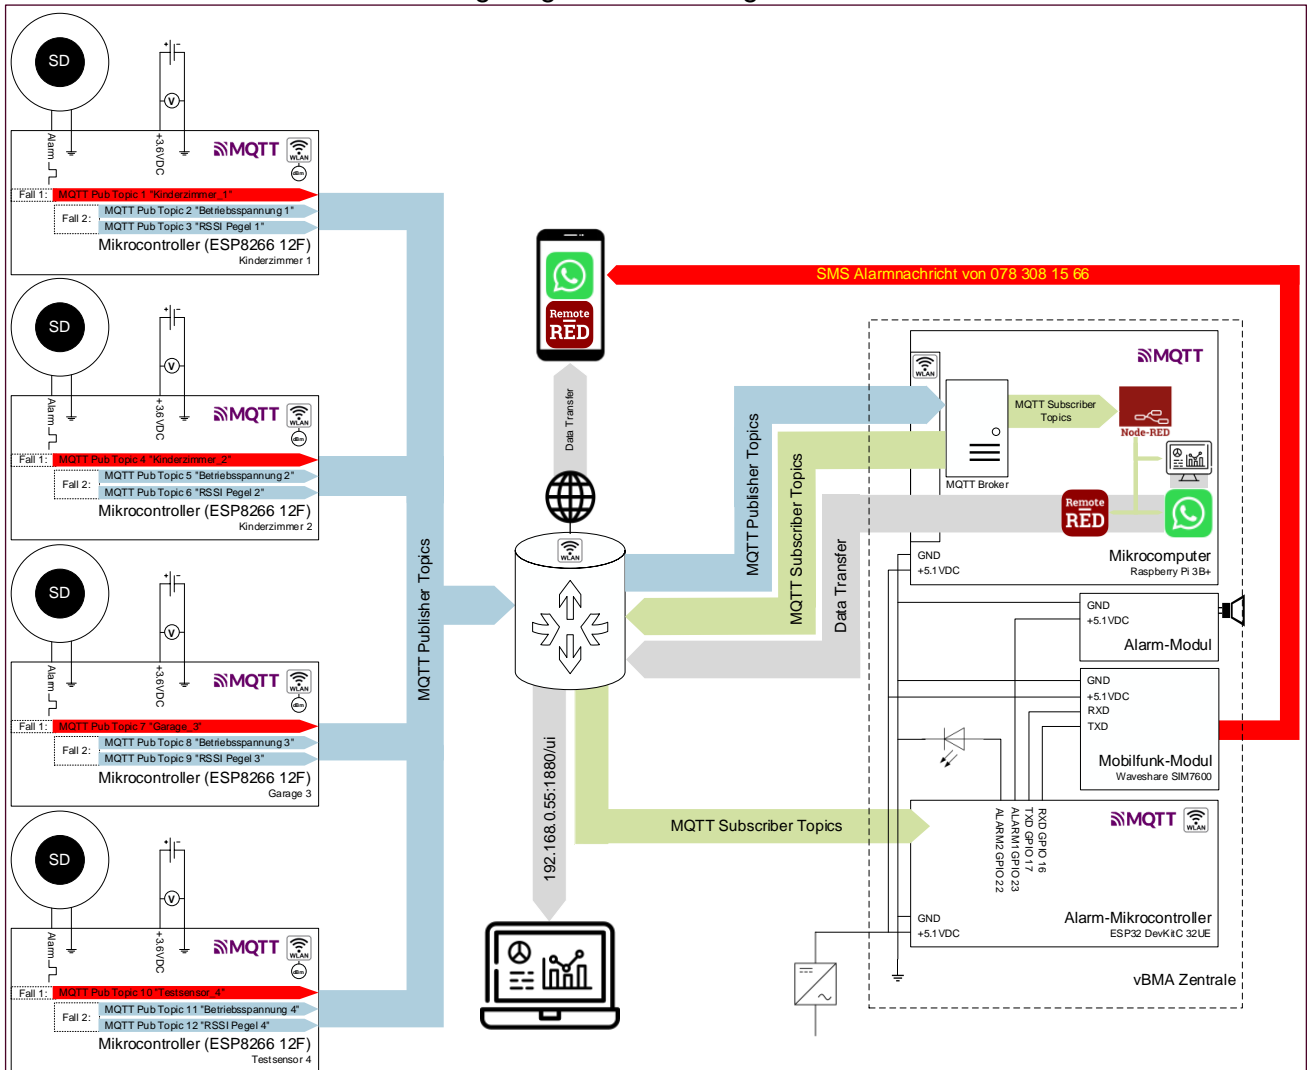 SD
+ -
V
Alarm
+3.6VDC
MQTT
WLAN
dBm
Fall 1:
MQTT Pub Topic 1 "Kinderzimmer_1"
Fall 2:
MQTT Pub Topic 2 "Betriebsspannung 1"
MQTT Pub Topic 3 "RSSI Pegel 1"
Mikrocontroller (ESP8266 12F)
Kinderzimmer 1
SD
+ -
V
Alarm
+3.6VDC
MQTT
WLAN
dBm
Fall 1:
MQTT Pub Topic 4 "Kinderzimmer_2"
Fall 2:
MQTT Pub Topic 5 "Betriebsspannung 2"
MQTT Pub Topic 6 "RSSI Pegel 2"
Mikrocontroller (ESP8266 12F)
Kinderzimmer 2
SD
+ -
V
Alarm
+3.6VDC
MQTT
WLAN
dBm
Fall 1:
MQTT Pub Topic 7 "Garage_3"
Fall 2:
MQTT Pub Topic 8 "Betriebsspannung 3"
MQTT Pub Topic 9 "RSSI Pegel 3"
Mikrocontroller (ESP8266 12F)
Garage 3
SD
+ -
V
Alarm
+3.6VDC
MQTT
WLAN
dBm
Fall 1:
MQTT Pub Topic 10 "Testsensor_4"
Fall 2:
MQTT Pub Topic 11 "Betriebsspannung 4"
MQTT Pub Topic 12 "RSSI Pegel 4"
Mikrocontroller (ESP8266 12F)
Testsensor 4
MQTT Publisher Topics
Remote
RED
Data Transfer
WLAN
192.168.0.55:1880/ui
SMS Alarmnachricht von 078 308 15 66
MQTT Publisher Topics
MQTT Subscriber Topics
Data Transfer
MQTT Subscriber Topics
WLAN
MQTT
MQTT Broker
MQTT Subscriber
Topics
Node-RED
Remote
RED
GND
+5.1VDC
Mikrocomputer
Raspberry Pi 3B+
GND
+5.1VDC
Alarm-Modul
GND
+5.1VDC
RXD
TXD
Mobilfunk-Modul
Waveshare SIM7600
RXD GPIO 16
TXD GPIO 17
ALARM1 GPIO 23
ALARM2 GPIO 22
MQTT
WLAN
GND
+5.1VDC
Alarm-Mikrocontroller
ESP32 DevKitC 32UE
vBMA Zentrale